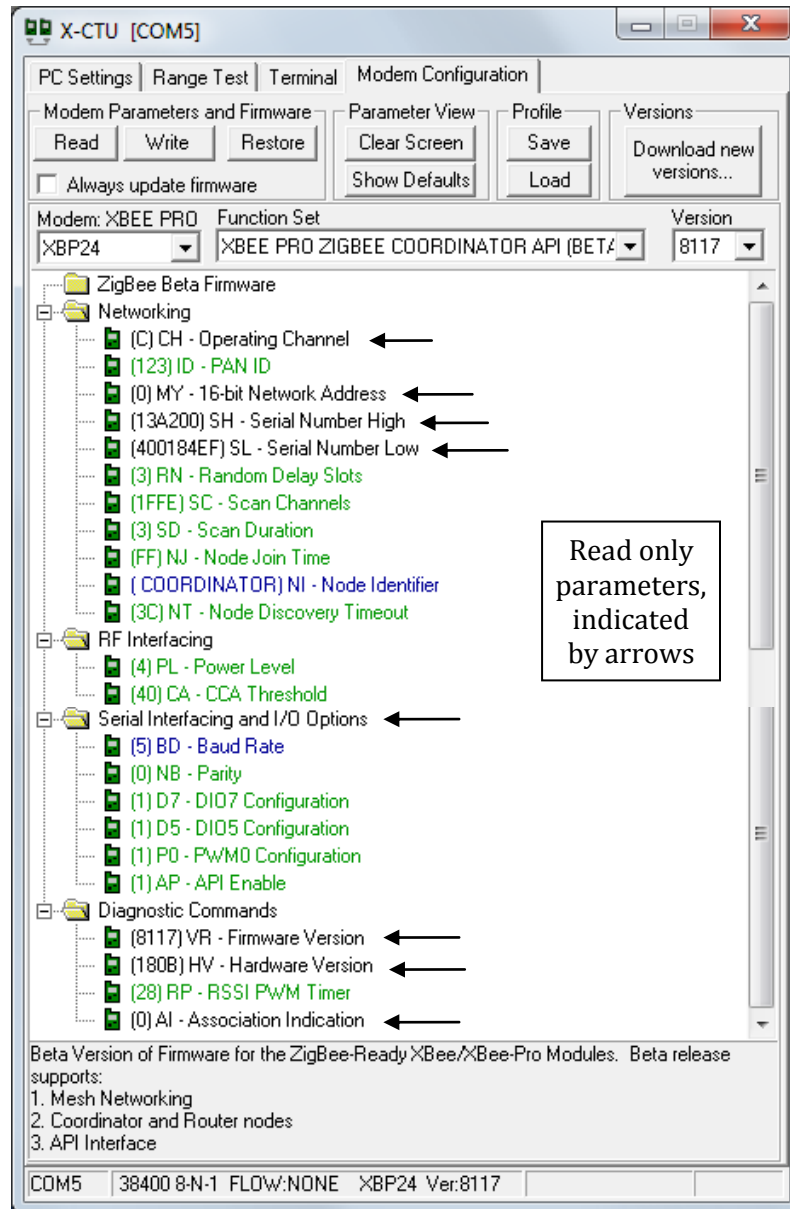 X-CTU [COM5]
PC Settings Range Test Terminal Modem Configuration
Modem Parameters and Firmware Parameter View Profile Versions
Read Write Restore Clear Screen Save Download new versions...
Always update firmware Show Defaults Load
Modem: XBEE PRO Function Set Version
XBP24 XBEE PRO ZIGBEE COORDINATOR API (BETA 8117
ZigBee Beta Firmware
Networking
(C) CH - Operating Channel
(123) ID - PAN ID
(0) MY - 16-bit Network Address
(13A200) SH - Serial Number High
(400184EF) SL - Serial Number Low
(3) RN - Random Delay Slots
(1FFE) SC - Scan Channels
(3) SD - Scan Duration
(FF) NJ - Node Join Time
( COORDINATOR) NI - Node Identifier
(3C) NT - Node Discovery Timeout
RF Interfacing
(4) PL - Power Level
(40) CA - CCA Threshold
Serial Interfacing and I/O Options
(5) BD - Baud Rate
(0) NB - Parity
(1) D7 - DIO7 Configuration
(1) D5 - DIO5 Configuration
(1) P0 - PWM0 Configuration
(1) AP - API Enable
Diagnostic Commands
(8117) VR - Firmware Version
(180B) HV - Hardware Version
(28) RP - RSSI PWM Timer
(0) AI - Association Indication
Read only
parameters,
indicated
by arrows
Beta Version of Firmware for the ZigBee-Ready XBee/XBee-Pro Modules. Beta release
supports:
1. Mesh Networking
2. Coordinator and Router nodes
3. API Interface
COM5 38400 8-N-1 FLOW:NONE XBP24 Ver:8117